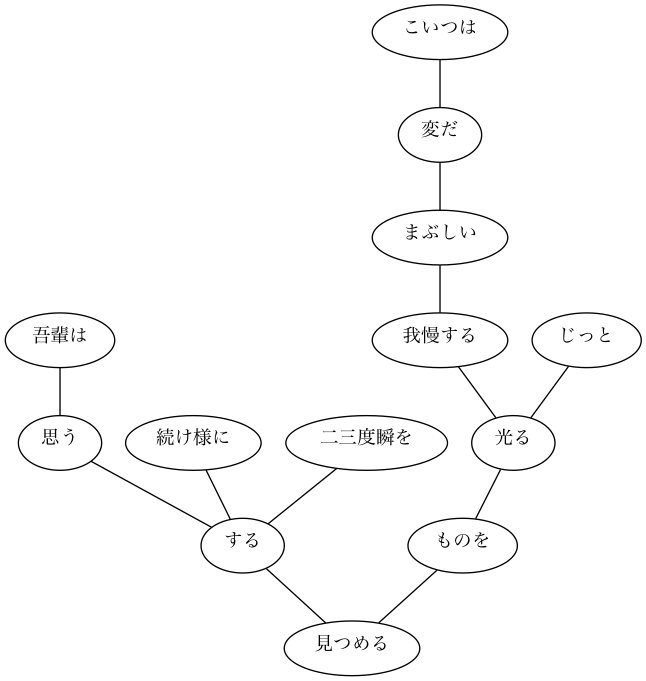 こいつは
変だ
まぶしい
吾輩は
我慢する
じっと
思う
続け様に
二三度瞬を
光る
する
ものを
見つめる